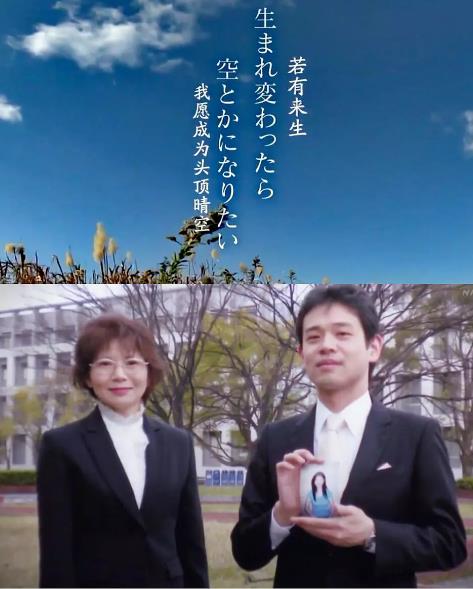 若有来生
生まれ変わったら
空とかになりたい
我愿成为头顶晴空